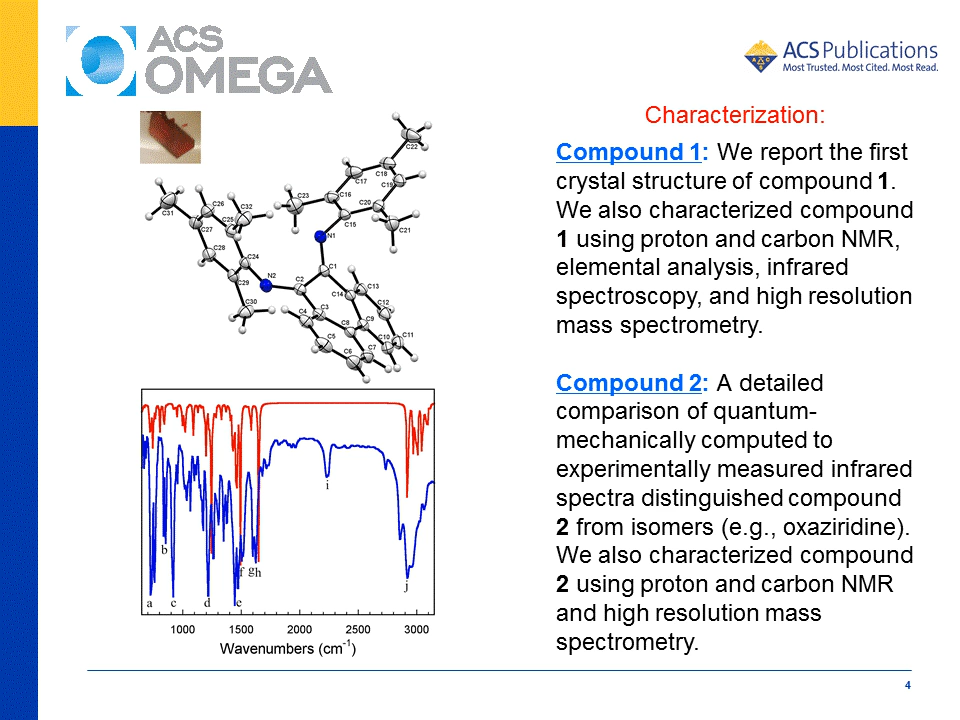 ACS
OMEGA
ACS Publications
Most Trusted. Most Cited. Most Read.
Characterization:
Compound 1: We report the first
crystal structure of compound 1.
We also characterized compound
1 using proton and carbon NMR,
elemental analysis, infrared
spectroscopy, and high resolution
mass spectrometry.
Compound 2: A detailed
comparison of quantum-
mechanically computed to
experimentally measured infrared
spectra distinguished compound
2 from isomers (e.g., oxaziridine).
We also characterized compound
2 using proton and carbon NMR
and high resolution mass
spectrometry.
C22
C18
C17
C19
C23
C16
C20
C15
C21
N1
C31
C26
C32
C25
C27
C28
C24
C29
N2
C30
C2
C1
C13
C14
C12
C3
C4
C9
C8
C11
C10
C5
C7
C6
a
b
c
d
e
f
gh
i
j
1000 1500 2000 2500 3000
Wavenumbers (cm-1)
4